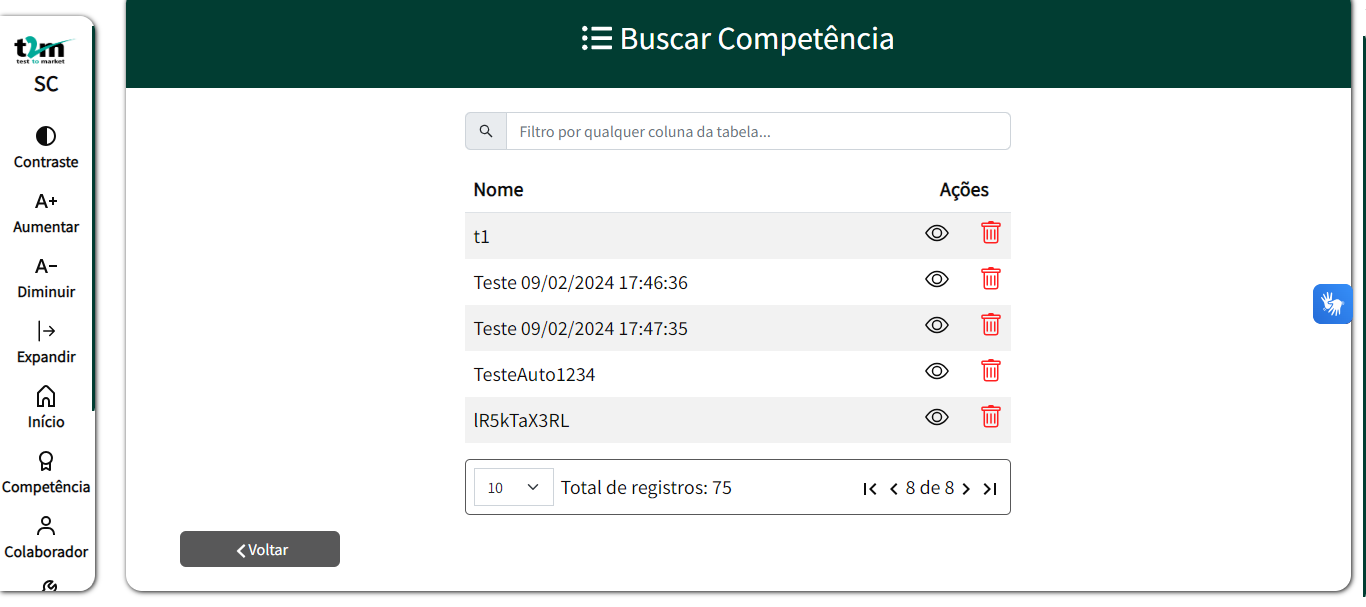 t2m
test to market
SC
Contraste
A+
Aumentar
A-
Diminuir
Expandir
Início
Competência
Colaborador
Buscar Competência
Filtro por qualquer coluna da tabela...
Nome Ações
t1
Teste 09/02/2024 17:46:36
Teste 09/02/2024 17:47:35
TesteAuto1234
lR5kTaX3RL
10 Total de registros: 75 8 de 8
Voltar